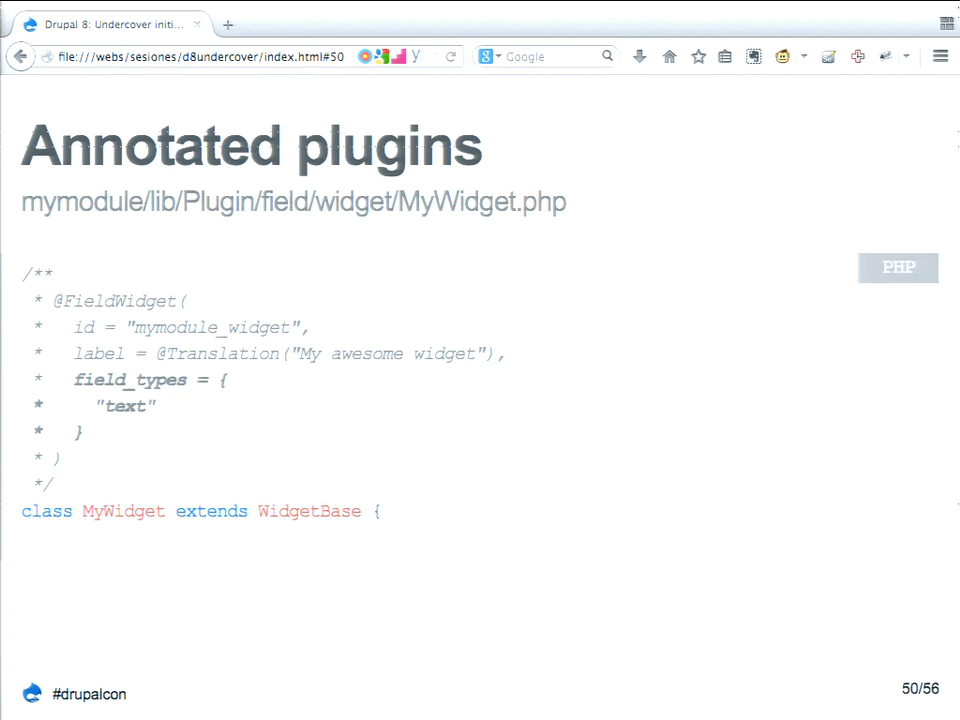 Drupal 8: Undercover initi...
file:///webs/sesiones/d8undercover/index.html#50
Google
Annotated plugins
mymodule/lib/Plugin/field/widget/MyWidget.php
PHP
/**
* @FieldWidget(
*   id = "mymodule_widget",
*   label = @Translation("My awesome widget"),
*   field_types = {
*     "text"
*   }
* )
*/
class MyWidget extends WidgetBase {
#drupalcon
50/56